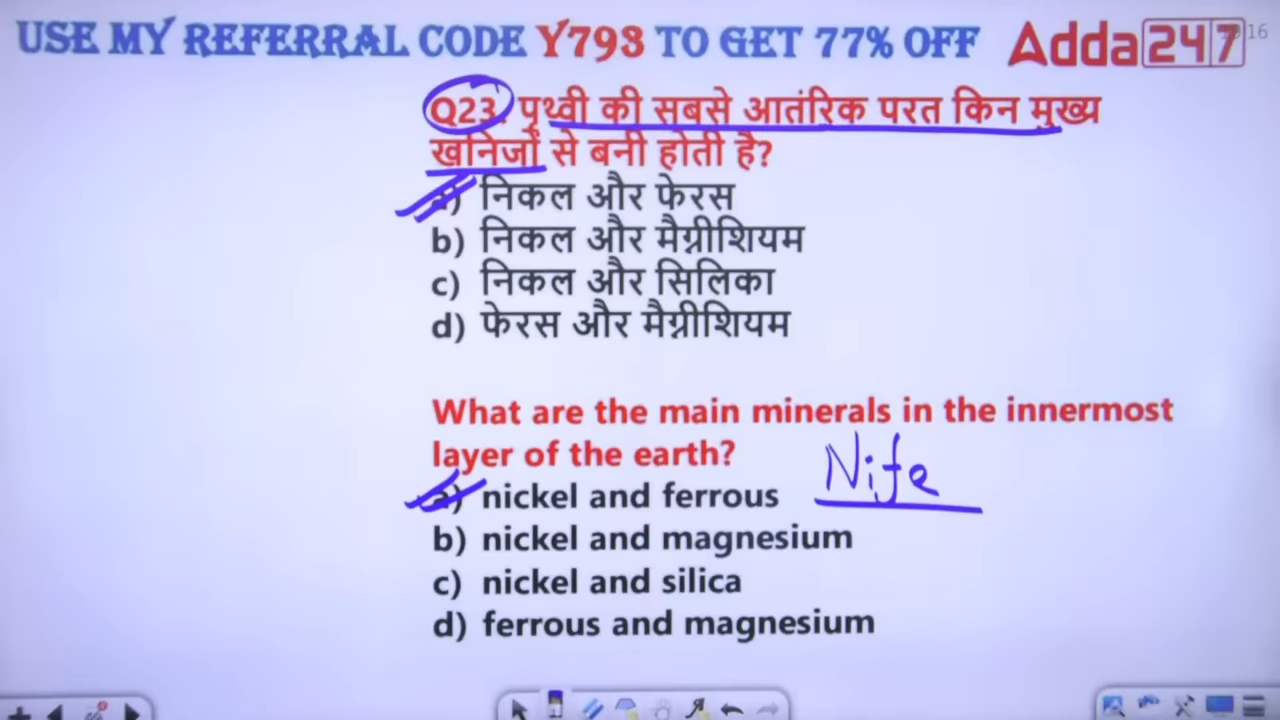 USE MY REFERRAL CODE Y793 TO GET 77% OFF
Adda 247
Q23. पृथ्वी की सबसे आतंरिक परत किन मुख्य
खनिजों से बनी होती है?
a) निकल और फेरस
b) निकल और मैग्नीशियम
c) निकल और सिलिका
d) फेरस और मैग्नीशियम
What are the main minerals in the innermost
layer of the earth?
Nife
a) nickel and ferrous
b) nickel and magnesium
c) nickel and silica
d) ferrous and magnesium